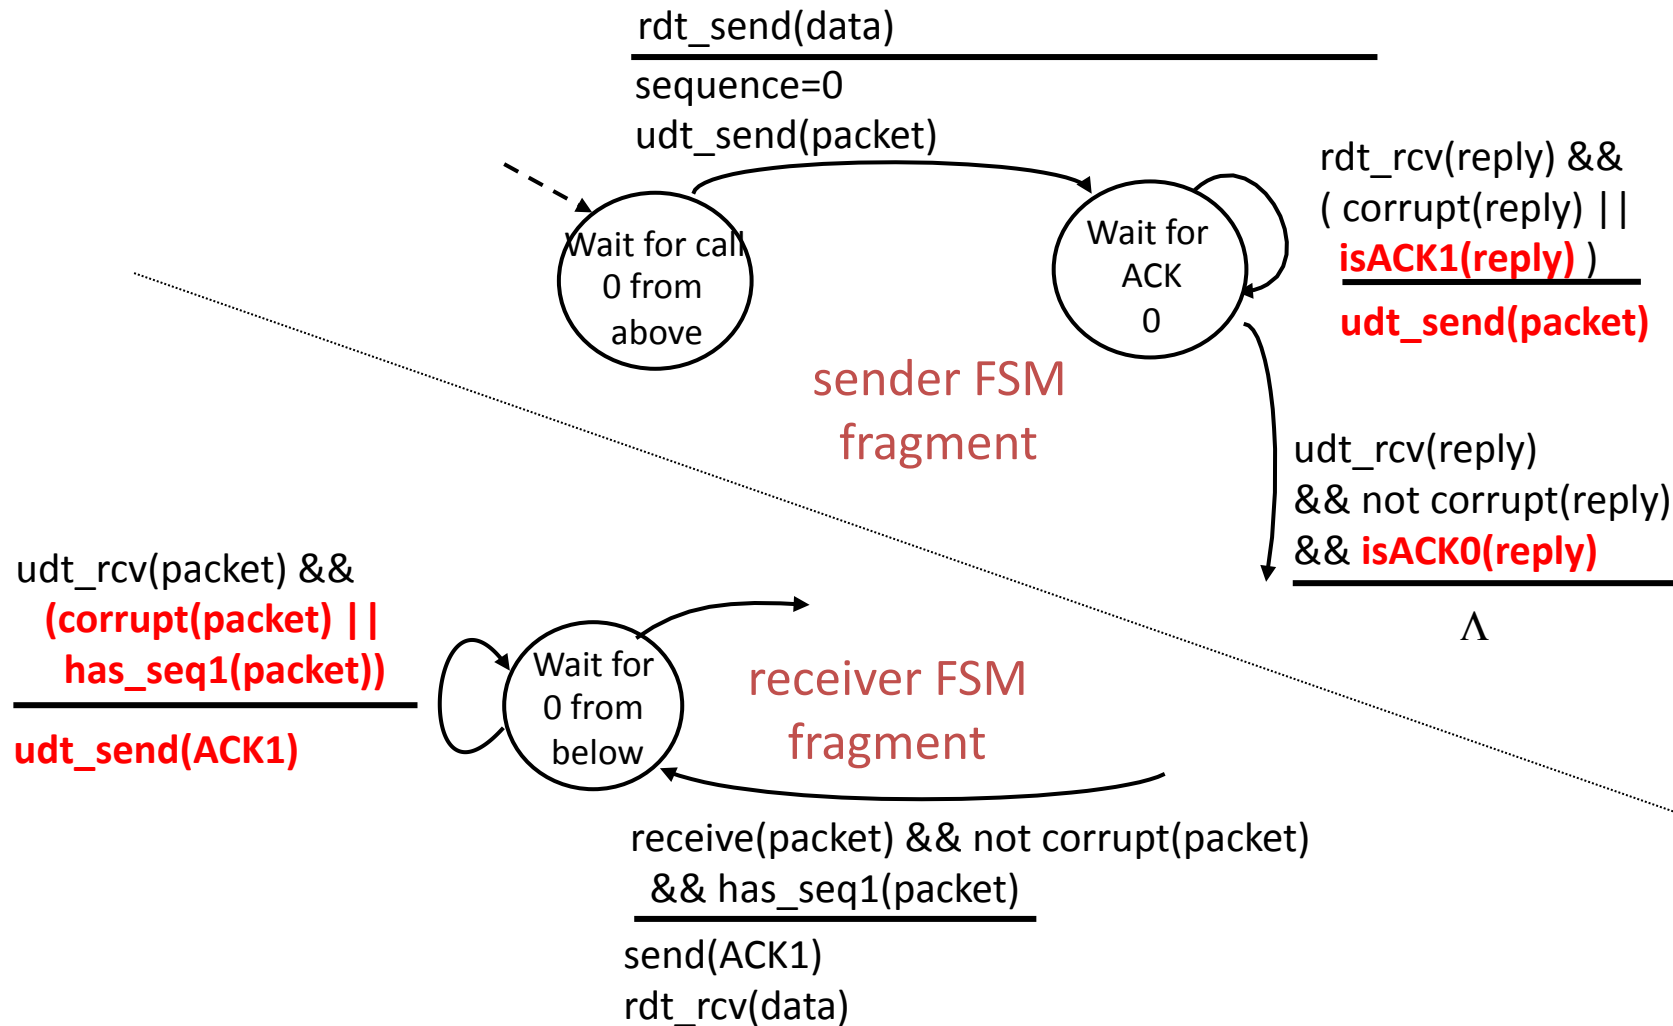 rdt_send(data)
sequence=0
udt_send(packet)
rdt_rcv(reply) &&
( corrupt(reply) ||
isACK1(reply) )
udt_send(packet)
Wait for call
0 from
above
Wait for
ACK
0
sender FSM
fragment
udt_rcv(reply)
&& not corrupt(reply)
&& isACK0(reply)
Λ
udt_rcv(packet) &&
(corrupt(packet) ||
has_seq1(packet))
udt_send(ACK1)
Wait for
0 from
below
receiver FSM
fragment
receive(packet) && not corrupt(packet)
&& has_seq1(packet)
send(ACK1)
rdt_rcv(data)